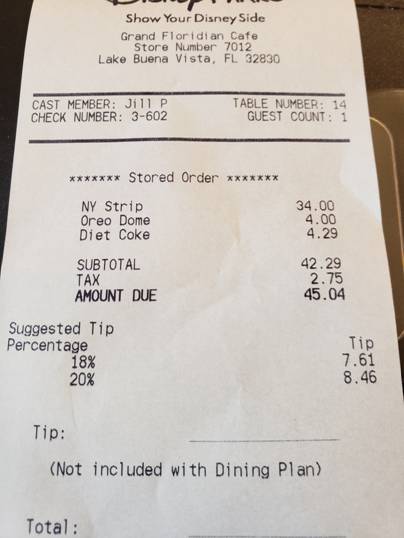 Show Your Disney Side
Grand Floridian Cafe
Store Number 7012
Lake Buena Vista, FL 32830
CAST MEMBER: Jill P TABLE NUMBER: 14
CHECK NUMBER: 3-602 GUEST COUNT: 1
******* Stored Order *******
NY Strip 34.00
Oreo Dome 4.00
Diet Coke 4.29
SUBTOTAL 42.29
TAX 2.75
AMOUNT DUE 45.04
Suggested Tip
Percentage Tip
18% 7.61
20% 8.46
Tip:
(Not included with Dining Plan)
Total: